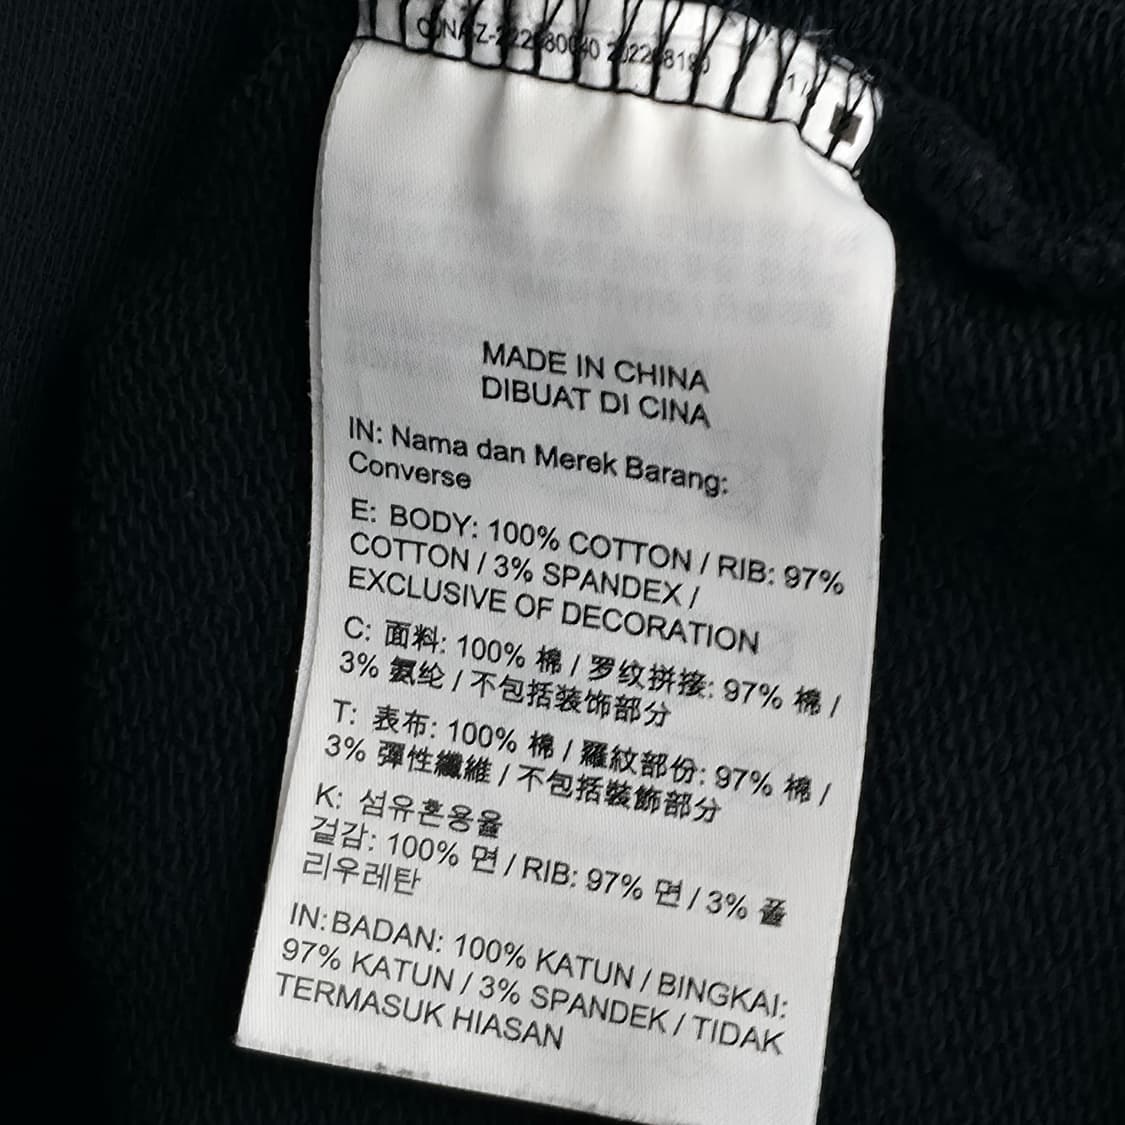 MADE IN CHINA
DIBUAT DI CINA
IN: Nama dan Merek Barang:
Converse
E: BODY: 100% COTTON / RIB: 97%
COTTON / 3% SPANDEX /
EXCLUSIVE OF DECORATION
C: 面料: 100% 棉 / 罗纹拼接: 97% 棉 /
3% 氨纶 / 不包括装饰部分
T: 表布: 100% 棉 / 羅紋部份: 97% 棉 /
3% 彈性纖維 / 不包括裝飾部分
K: 섬유혼용율
겉감: 100% 면 / RIB: 97% 면 / 3% 폴
리우레탄
IN: BADAN: 100% KATUN / BINGKAI:
97% KATUN / 3% SPANDEK / TIDAK
TERMASUK HIASAN